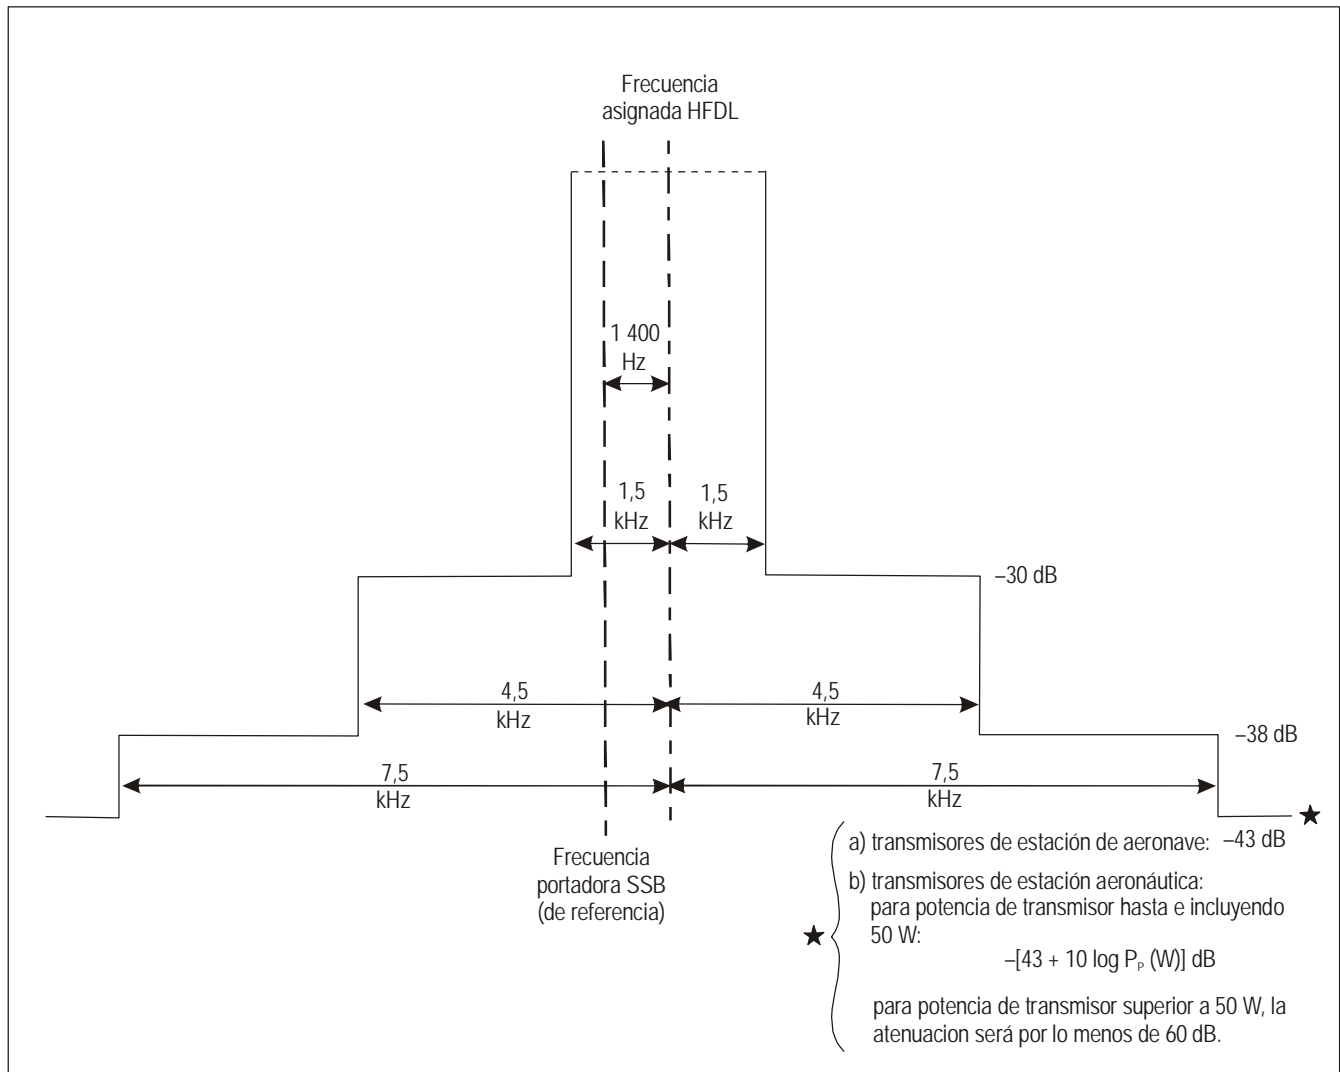 Frecuencia
asignada HFDL
1 400
Hz
1,5
kHz
1,5
kHz
–30 dB
4,5
kHz
4,5
kHz
–38 dB
7,5
kHz
7,5
kHz
Frecuencia
portadora SSB
(de referencia)
a) transmisores de estación de aeronave: –43 dB
b) transmisores de estación aeronáutica:
para potencia de transmisor hasta e incluyendo
50 W:
–[43 + 10 log Pₚ (W)] dB
para potencia de transmisor superior a 50 W, la
atenuacion será por lo menos de 60 dB.